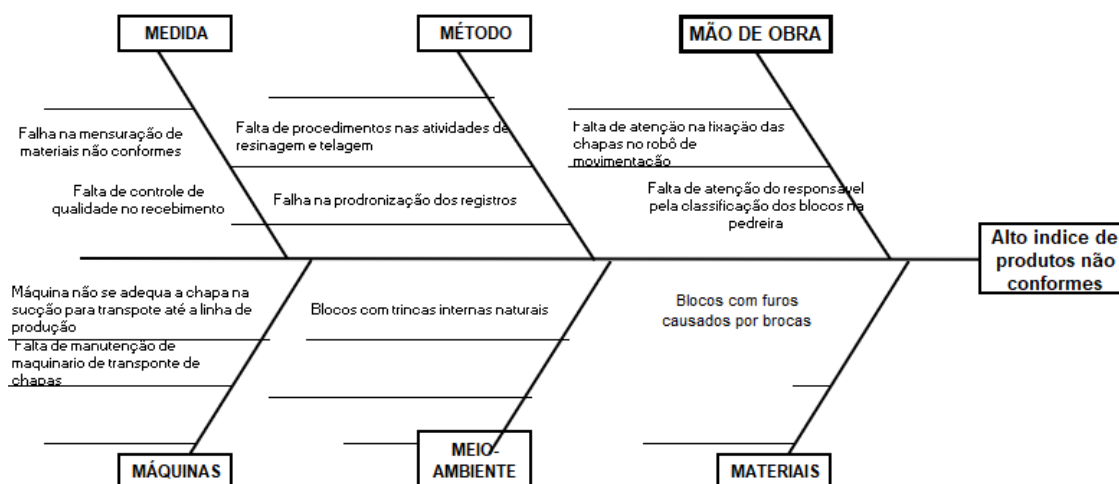 MEDIDA
MÉTODO
MÃO DE OBRA
Falha na mensuração de
materiais não conformes
Falta de controle de
qualidade no recebimento
Falta de procedimentos nas atividades de
resinagem e telagem
Falha na prodronização dos registros
Falta de atenção na fixação das
chapas no robô de
movimentação
Falta de atenção do responsável
pela classificação dos blocos na
pedreira
Alto indice de
produtos não
conformes
Máquina não se adequa a chapa na
sucção para transpote até a linha de
produção
Falta de manutenção de
maquinario de transponte de
chapas
Blocos com trincas internas naturais
Blocos com furos
causados por brocas
MÁQUINAS
MEIO-
AMBIENTE
MATERIAIS